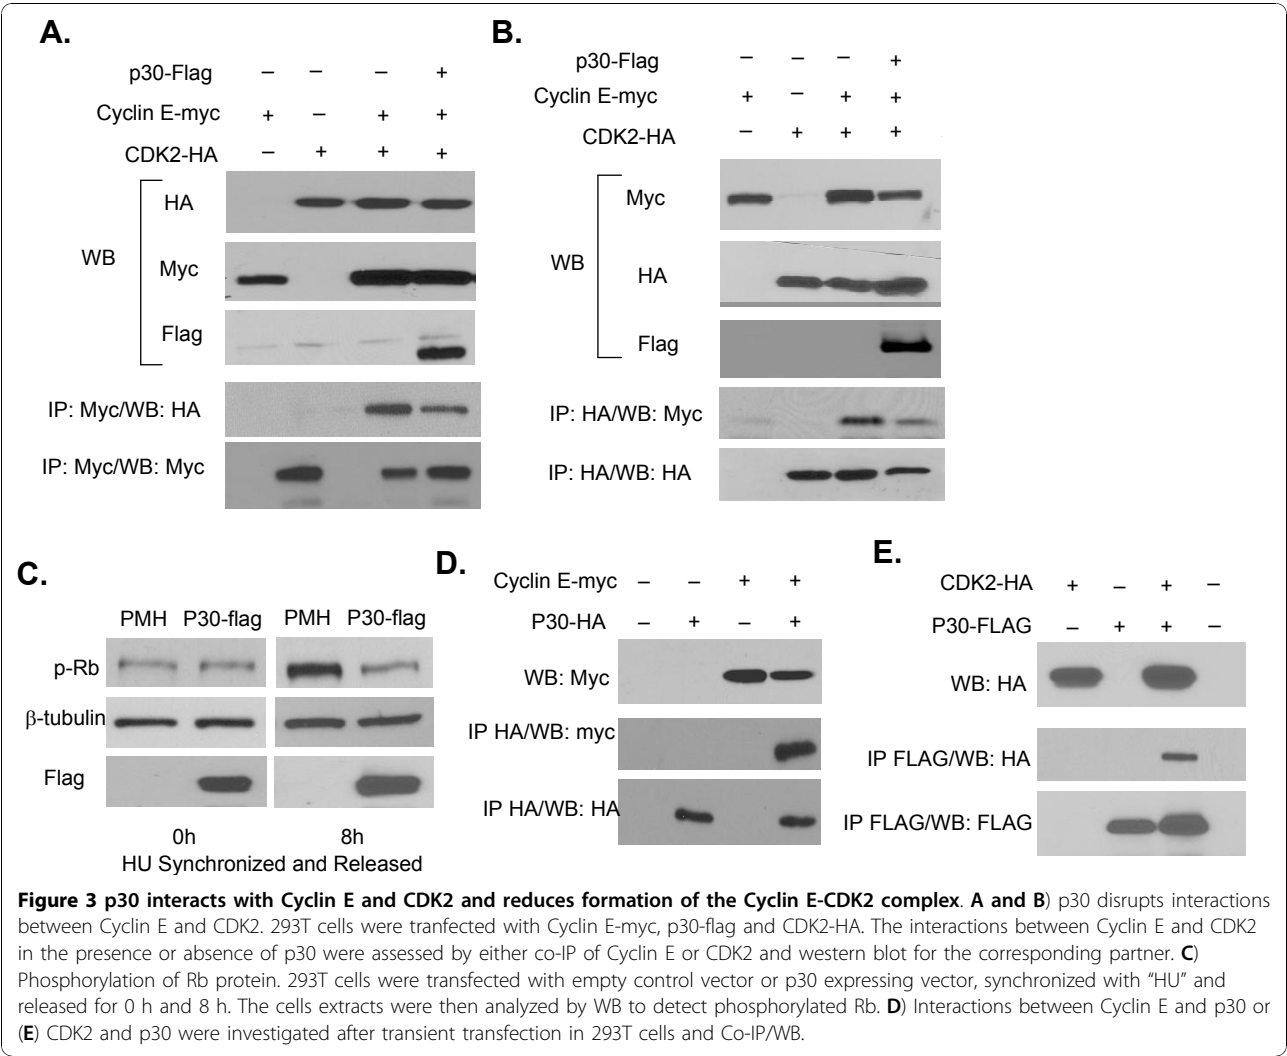 A.
p30-Flag – – – +
Cyclin E-myc + – + +
CDK2-HA – + + +
WB
HA
Myc
Flag
IP: Myc/WB: HA
IP: Myc/WB: Myc
B.
p30-Flag – – – +
Cyclin E-myc + – + +
CDK2-HA – + + +
WB
Myc
HA
Flag
IP: HA/WB: Myc
IP: HA/WB: HA
C.
PMH P30-flag PMH P30-flag
p-Rb
β-tubulin
Flag
0h 8h
HU Synchronized and Released
D.
Cyclin E-myc – – + +
P30-HA – + – +
WB: Myc
IP HA/WB: myc
IP HA/WB: HA
E.
CDK2-HA + – + –
P30-FLAG – + + –
WB: HA
IP FLAG/WB: HA
IP FLAG/WB: FLAG
Figure 3 p30 interacts with Cyclin E and CDK2 and reduces formation of the Cyclin E-CDK2 complex. A and B) p30 disrupts interactions
between Cyclin E and CDK2. 293T cells were tranfected with Cyclin E-myc, p30-flag and CDK2-HA. The interactions between Cyclin E and CDK2
in the presence or absence of p30 were assessed by either co-IP of Cyclin E or CDK2 and western blot for the corresponding partner. C)
Phosphorylation of Rb protein. 293T cells were transfected with empty control vector or p30 expressing vector, synchronized with “HU” and
released for 0 h and 8 h. The cells extracts were then analyzed by WB to detect phosphorylated Rb. D) Interactions between Cyclin E and p30 or
(E) CDK2 and p30 were investigated after transient transfection in 293T cells and Co-IP/WB.